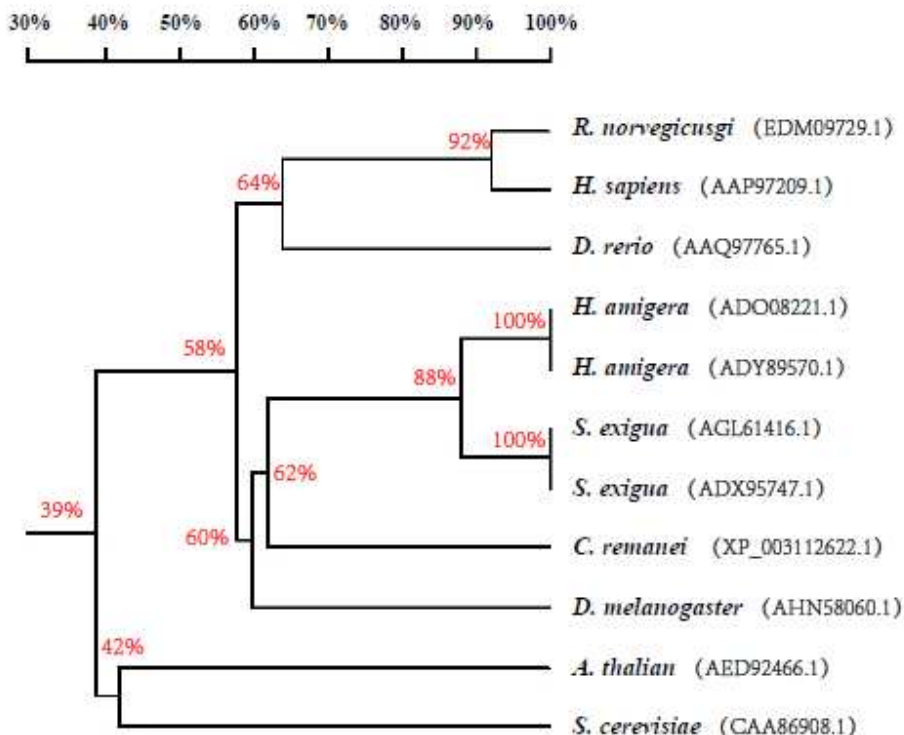 30% 40% 50% 60% 70% 80% 90% 100%
R. norvegicusgi (EDM09729.1)
92%
64%
H. sapiens (AAP97209.1)
D. rerio (AAQ97765.1)
H. amigera (ADO08221.1)
100%
58%
H. amigera (ADY89570.1)
88%
S. exigua (AGL61416.1)
100%
62%
S. exigua (ADX95747.1)
39%
60%
C. remanei (XP_003112622.1)
D. melanogaster (AHN58060.1)
42%
A. thalian (AED92466.1)
S. cerevisiae (CAA86908.1)